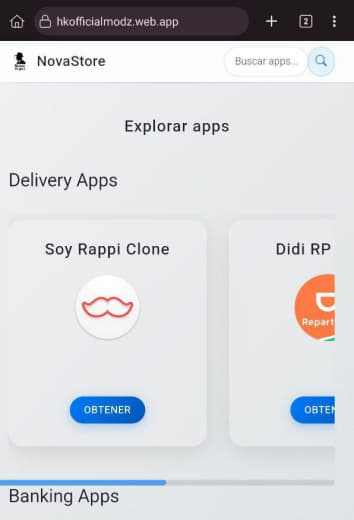 hkofficialmodz.web.app
2
NovaStore
Buscar apps...
Explorar apps
Delivery Apps
Soy Rappi Clone
Didi RP
Repart
OBTENER
OBTEN
Banking Apps